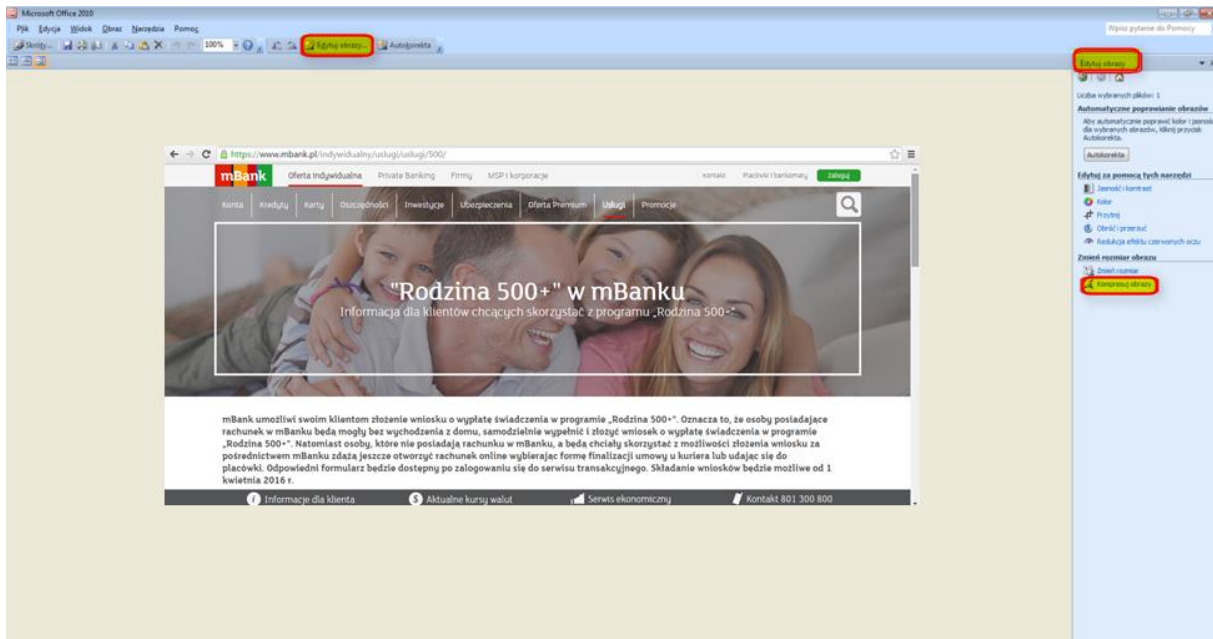 Microsoft Office 2010
Plik Edycja Widok Obraz Narzędzia Pomoc
Wpisz pytanie do Pomocy
Skróty... 100% Edytuj obrazy... Autokorekta
Edytuj obrazy
Liczba wybranych plików: 1
Automatyczne poprawianie obrazów
Aby automatycznie poprawić kolor i jasność
dla wybranych obrazów, kliknij przycisk
Autokorekta.
Autokorekta
Edytuj za pomocą tych narzędzi
Jasność i kontrast
Kolor
Przytnij
Obróć i przerzuć
Redukcja efektu czerwonych oczu
Zmień rozmiar obrazu
Zmień rozmiar
Kompresuj obrazy
https://www.mbank.pl/indywidualny/uslugi/uslugi/500/
mBank Oferta Indywidualna Private Banking Firmy MSP i korporacje kontakt Placówki i bankomaty Zaloguj
Konta Kredyty Karty Oszczędności Inwestycje Ubezpieczenia Oferta Premium Usługi Promocje
"Rodzina 500+" w mBanku
Informacja dla klientów chcących skorzystać z programu „Rodzina 500+"
mBank umożliwi swoim klientom złożenie wniosku o wypłatę świadczenia w programie „Rodzina 500+". Oznacza to, że osoby posiadające
rachunek w mBanku będą mogły bez wychodzenia z domu, samodzielnie wypełnić i złożyć wniosek o wypłatę świadczenia w programie
„Rodzina 500+". Natomiast osoby, które nie posiadają rachunku w mBanku, a będą chciały skorzystać z możliwości złożenia wniosku za
pośrednictwem mBanku zdążą jeszcze otworzyć rachunek online wybierając formę finalizacji umowy u kuriera lub udając się do
placówki. Odpowiedni formularz będzie dostępny po zalogowaniu się do serwisu transakcyjnego. Składanie wniosków będzie możliwe od 1
kwietnia 2016 r.
Informacje dla klienta Aktualne kursy walut Serwis ekonomiczny Kontakt 801 300 800